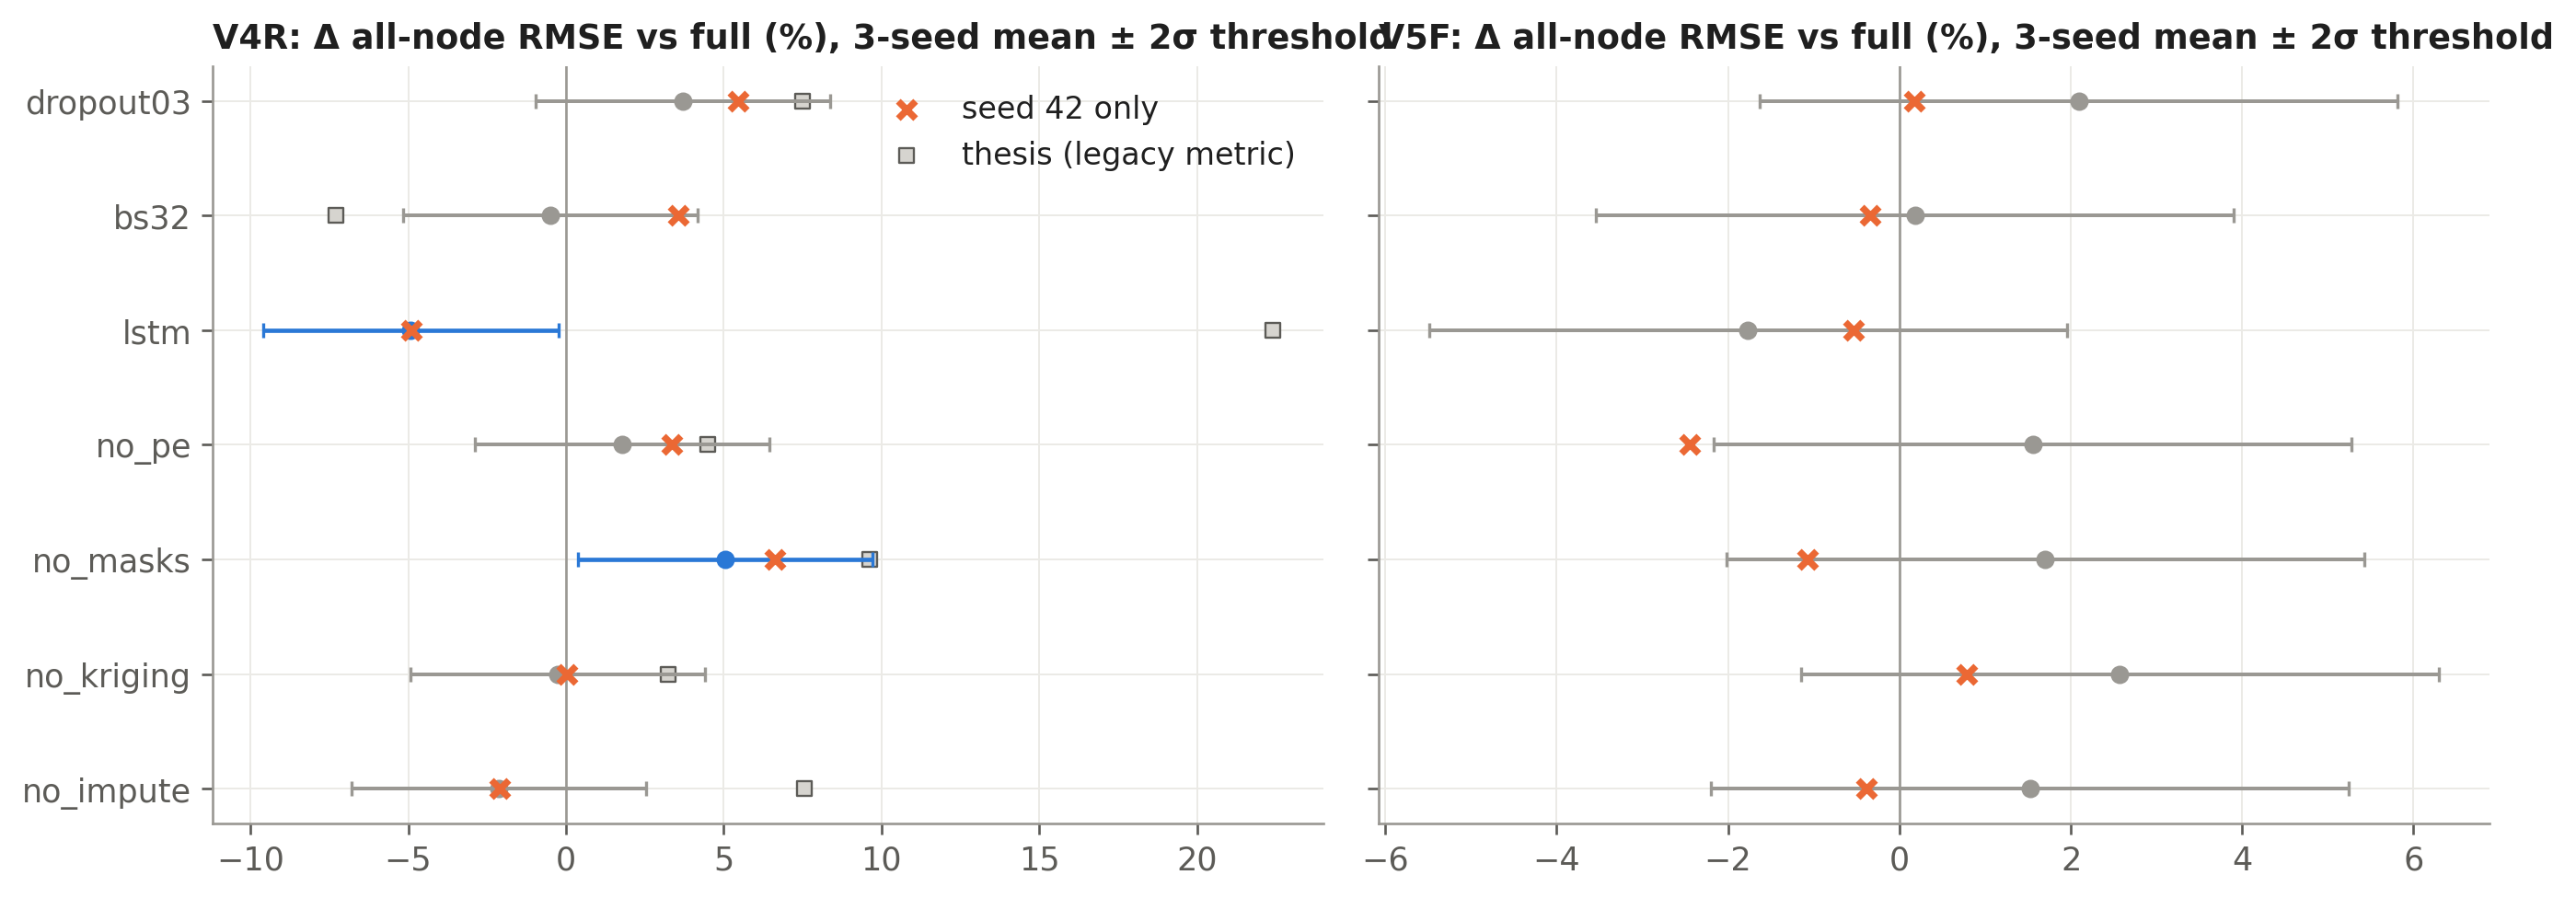 V4R: Δ all-node RMSE vs full (%), 3-seed mean ± 2σ threshold
V5F: Δ all-node RMSE vs full (%), 3-seed mean ± 2σ threshold
dropout03
bs32
lstm
no_pe
no_masks
no_kriging
no_impute
seed 42 only
thesis (legacy metric)
−10 −5 0 5 10 15 20
−6 −4 −2 0 2 4 6